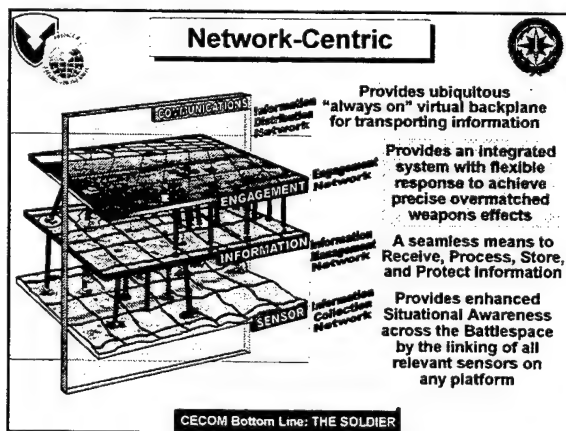 Network-Centric
COMMUNICATIONS
Information
Distribution
Network
Provides ubiquitous
"always on" virtual backplane
for transporting information
ENGAGEMENT
Engagement
Network
Provides an integrated
system with flexible
response to achieve
precise overmatched
weapons effects
INFORMATION
Information
Management
Network
A seamless means to
Receive, Process, Store,
and Protect Information
SENSOR
Information
Collection
Network
Provides enhanced
Situational Awareness
across the Battlespace
by the linking of all
relevant sensors on
any platform
CECOM Bottom Line: THE SOLDIER